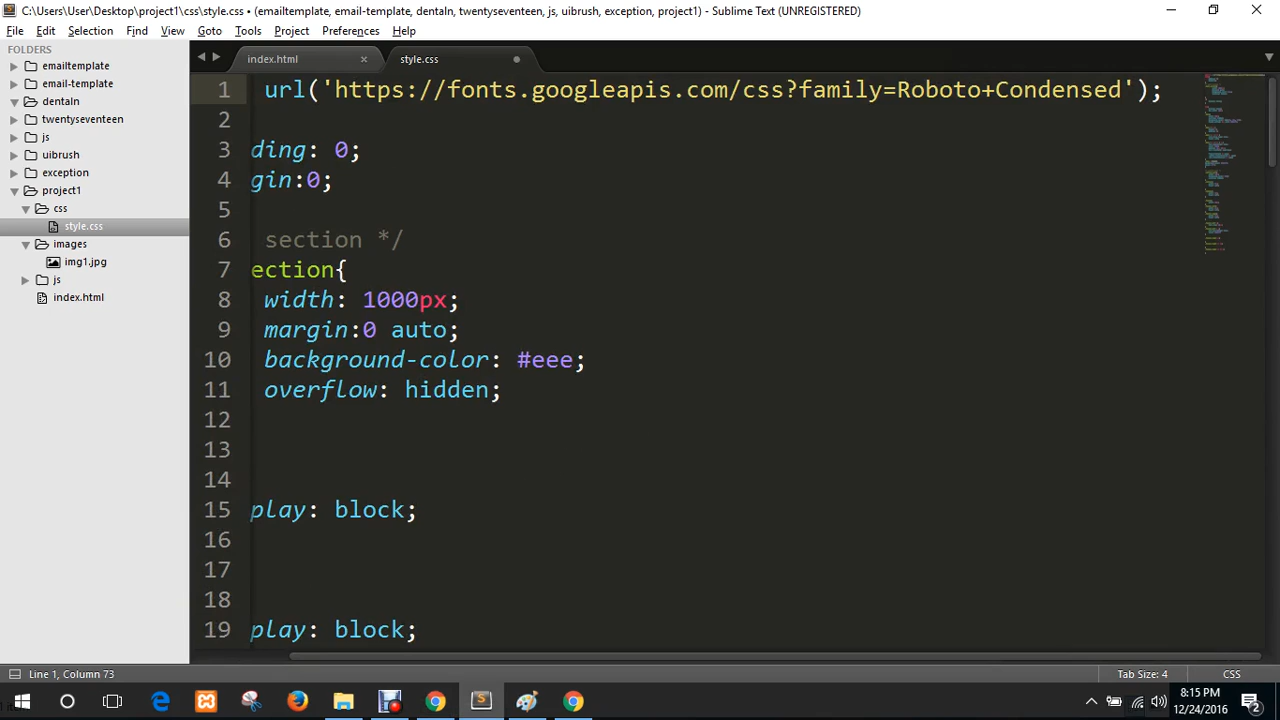 C:\Users\User\Desktop\project1\css\style.css • (emailtemplate, email-template, dentaln, twentyseventeen, js, uibrush, exception, project1) - Sublime Text (UNREGISTERED)
File Edit Selection Find View Goto Tools Project Preferences Help
FOLDERS
emailtemplate
email-template
dentaln
twentyseventeen
js
uibrush
exception
project1
css
style.css
images
img1.jpg
js
index.html
index.html × style.css
1 url('https://fonts.googleapis.com/css?family=Roboto+Condensed');
2
3 ding: 0;
4 gin:0;
5
6 section */
7 ection{
8 width: 1000px;
9 margin:0 auto;
10 background-color: #eee;
11 overflow: hidden;
12
13
14
15 play: block;
16
17
18
19 play: block;
Line 1, Column 73
Tab Size: 4
CSS
8:15 PM
12/24/2016
2